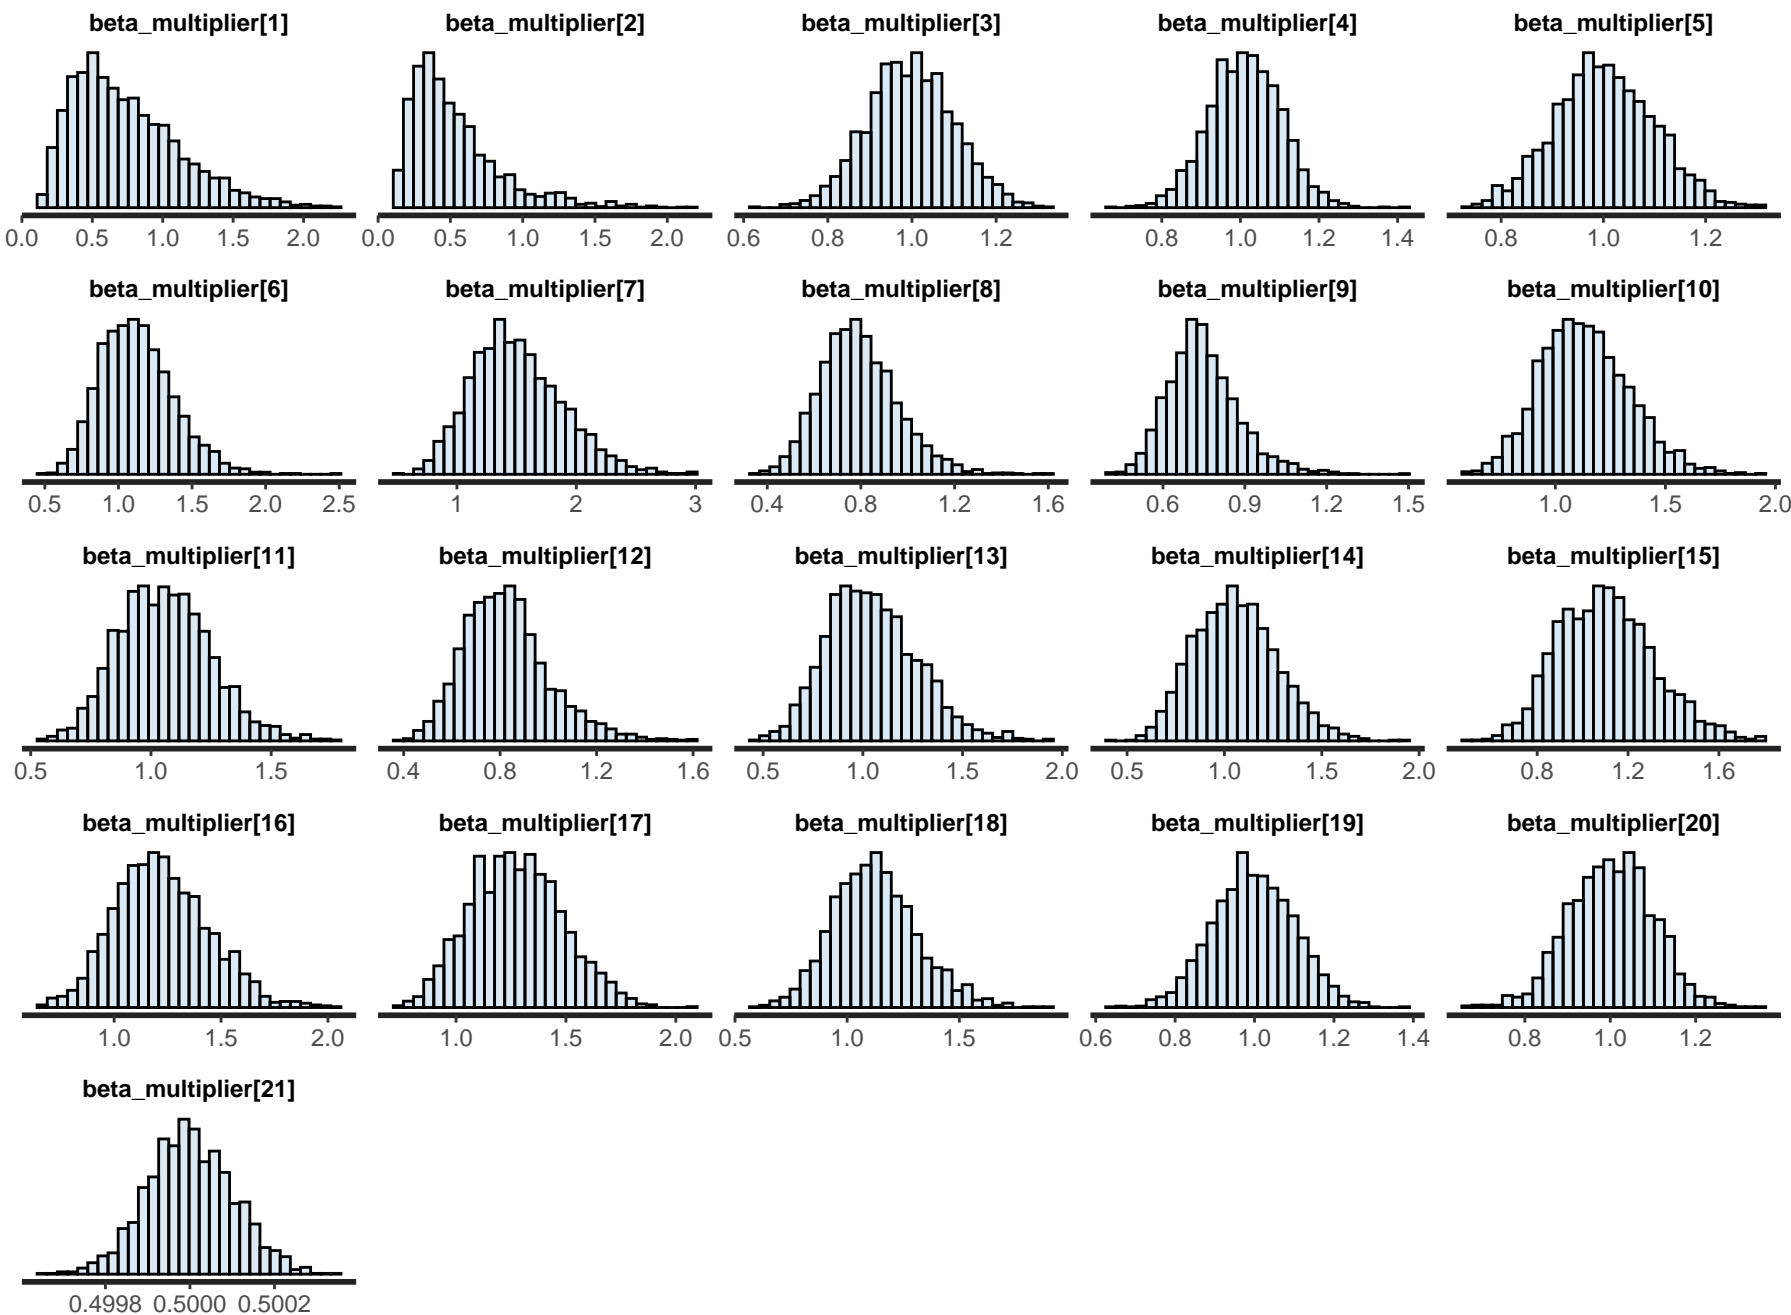 beta_multiplier[1] beta_multiplier[2] beta_multiplier[3] beta_multiplier[4] beta_multiplier[5]
0.0 0.5 1.0 1.5 2.0 0.0 0.5 1.0 1.5 2.0 0.6 0.8 1.0 1.2 0.8 1.0 1.2 1.4 0.8 1.0 1.2
beta_multiplier[6] beta_multiplier[7] beta_multiplier[8] beta_multiplier[9] beta_multiplier[10]
0.5 1.0 1.5 2.0 2.5 1 2 3 0.4 0.8 1.2 1.6 0.6 0.9 1.2 1.5 1.0 1.5 2.0
beta_multiplier[11] beta_multiplier[12] beta_multiplier[13] beta_multiplier[14] beta_multiplier[15]
0.5 1.0 1.5 0.4 0.8 1.2 1.6 0.5 1.0 1.5 2.0 0.5 1.0 1.5 2.0 0.8 1.2 1.6
beta_multiplier[16] beta_multiplier[17] beta_multiplier[18] beta_multiplier[19] beta_multiplier[20]
1.0 1.5 2.0 1.0 1.5 2.0 0.5 1.0 1.5 0.6 0.8 1.0 1.2 1.4 0.8 1.0 1.2
beta_multiplier[21]
0.4998 0.5000 0.5002